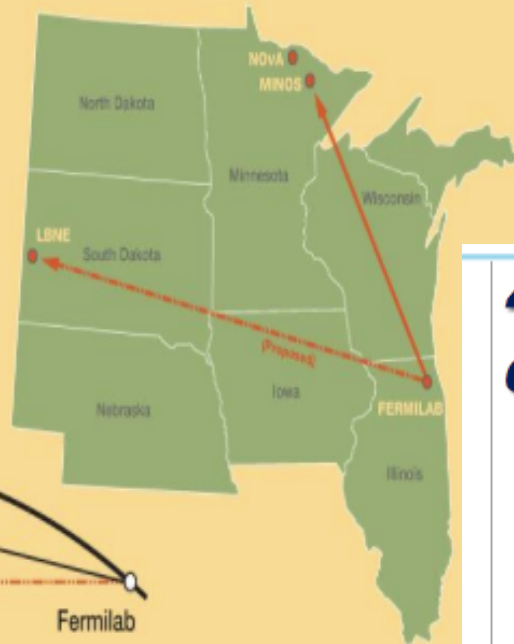 NOvA
MINOS
North Dakota
Minnesota
Wisconsin
LBNE
South Dakota
(Proposed)
Iowa
Nebraska
FERMILAB
Illinois
Fermilab